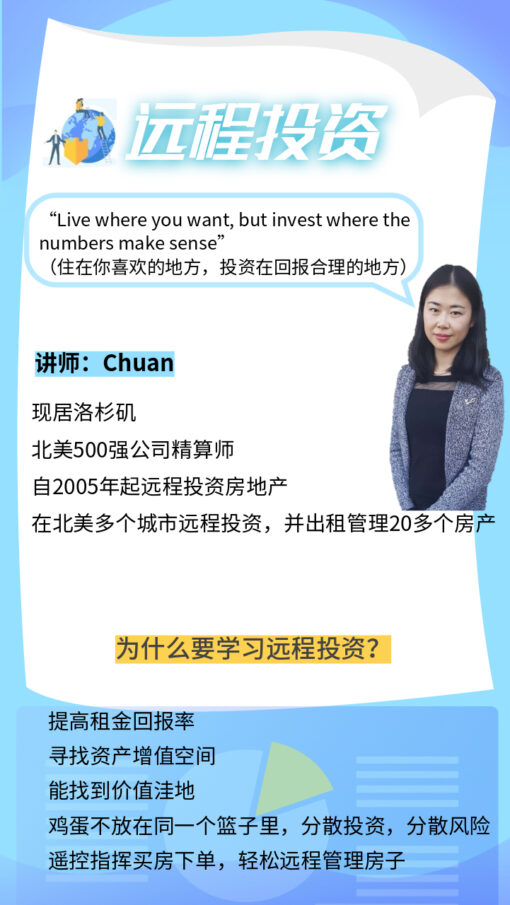 远程投资
“Live where you want, but invest where the
numbers make sense”
（住在你喜欢的地方，投资在回报合理的地方）
讲师：Chuan
现居洛杉矶
北美500强公司精算师
自2005年起远程投资房地产
在北美多个城市远程投资，并出租管理20多个房产
为什么要学习远程投资？
提高租金回报率
寻找资产增值空间
能找到价值洼地
鸡蛋不放在同一个篮子里，分散投资，分散风险
遥控指挥买房下单，轻松远程管理房子